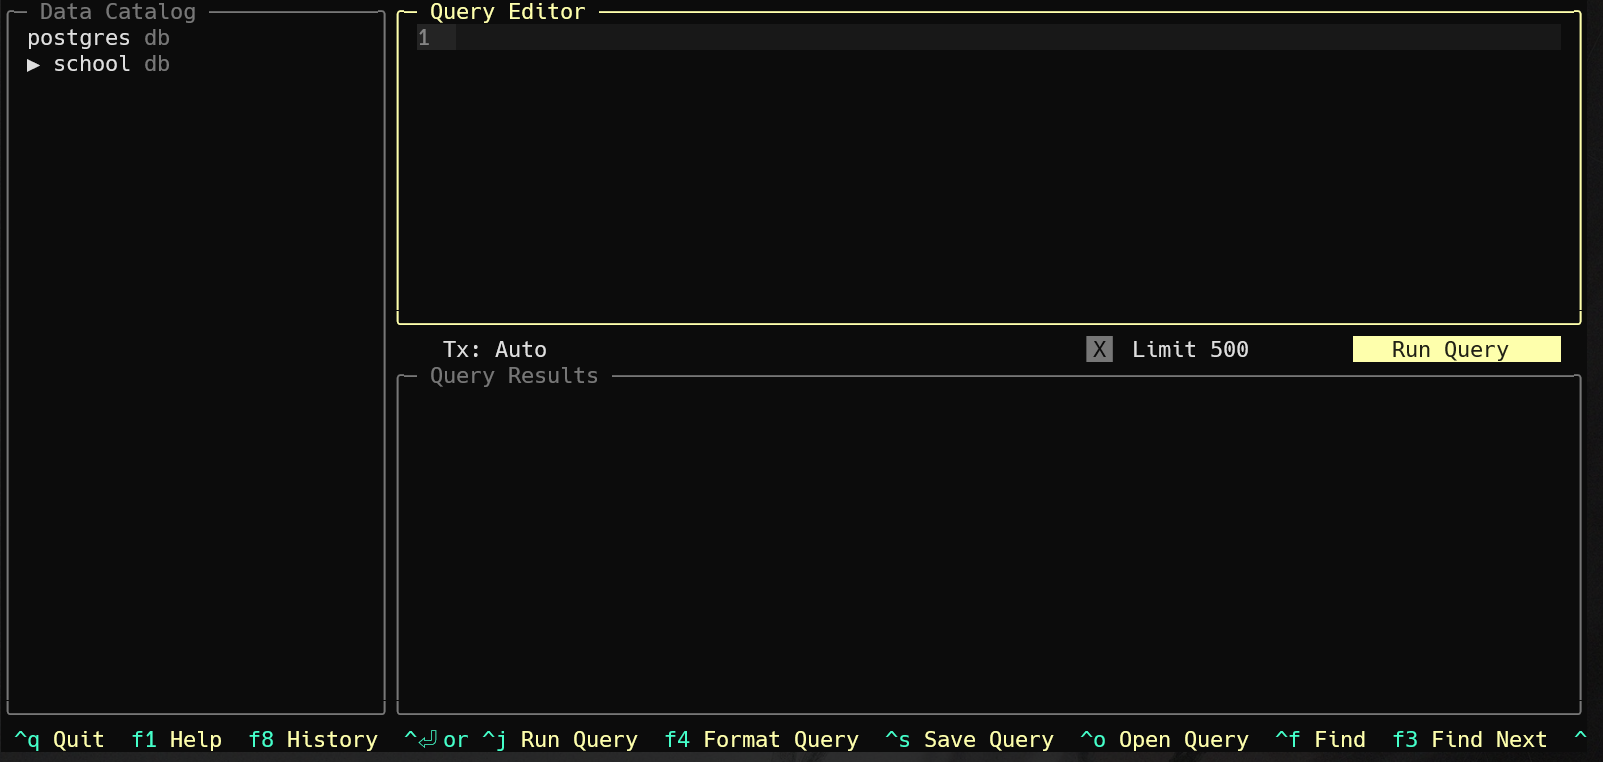 Data Catalog
postgres db
▶ school db
Query Editor
1
Tx: Auto
X Limit 500
Run Query
Query Results
^q Quit f1 Help f8 History ^⏎ or ^j Run Query f4 Format Query ^s Save Query ^o Open Query ^f Find f3 Find Next ^